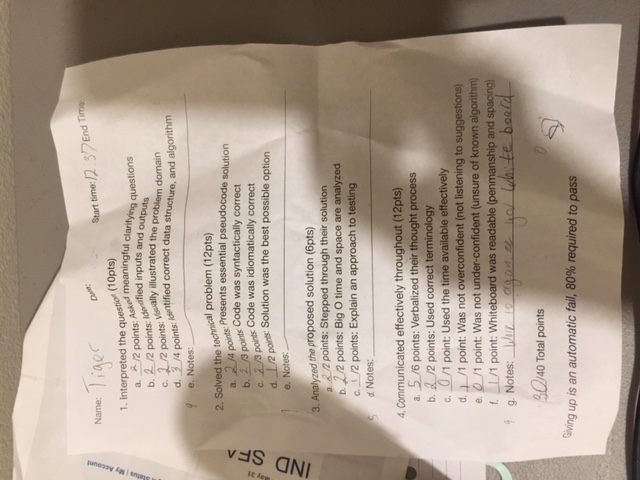 Status | My Account
May 31
IND SEA
Name: Tiger Date: Start time: 12.37 End Time
1. Interpreted the question (10pts)
a. 2/2 points: Asked meaningful clarifying questions
b. 2/2 points: Identified inputs and outputs
c. 2/2 points: Visually illustrated the problem domain
d. 3/4 points: Identified correct data structure, and algorithm
9 e. Notes:
2. Solved the technical problem (12pts)
a. 2/4 points: Presents essential pseudocode solution
b. /3 points: Code was syntactically correct
c. 2/3 points: Code was idiomatically correct
d. 1/2 points: Solution was the best possible option
e. Notes:
3. Analyzed the proposed solution (6pts)
a. 2/2 points: Stepped through their solution
b. 2/2 points: Big O time and space are analyzed
c. 1/2 points: Explain an approach to testing
5 d. Notes:
4. Communicated effectively throughout (12pts)
a. 5/6 points: Verbalized their thought process
b. 2/2 points: Used correct terminology
c. 0/1 point: Used the time available effectively
d. 1/1 point: Was not overconfident (not listening to suggestions)
e. 0/1 point: Was not under-confident (unsure of known algorithm)
f. 1/1 point: Whiteboard was readable (penmanship and spacing)
9 g. Notes: organize white board
30/40 Total points
Giving up is an automatic fail, 80% required to pass